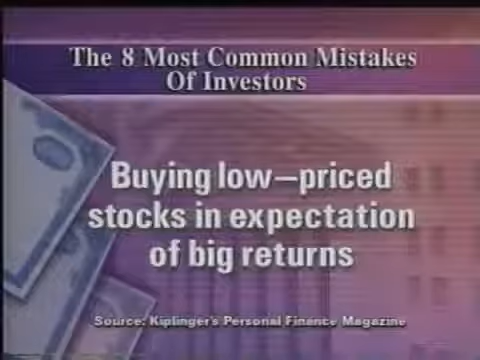 The 8 Most Common Mistakes
Of Investors
Buying low-priced
stocks in expectation
of big returns
Source: Kiplinger's Personal Finance Magazine